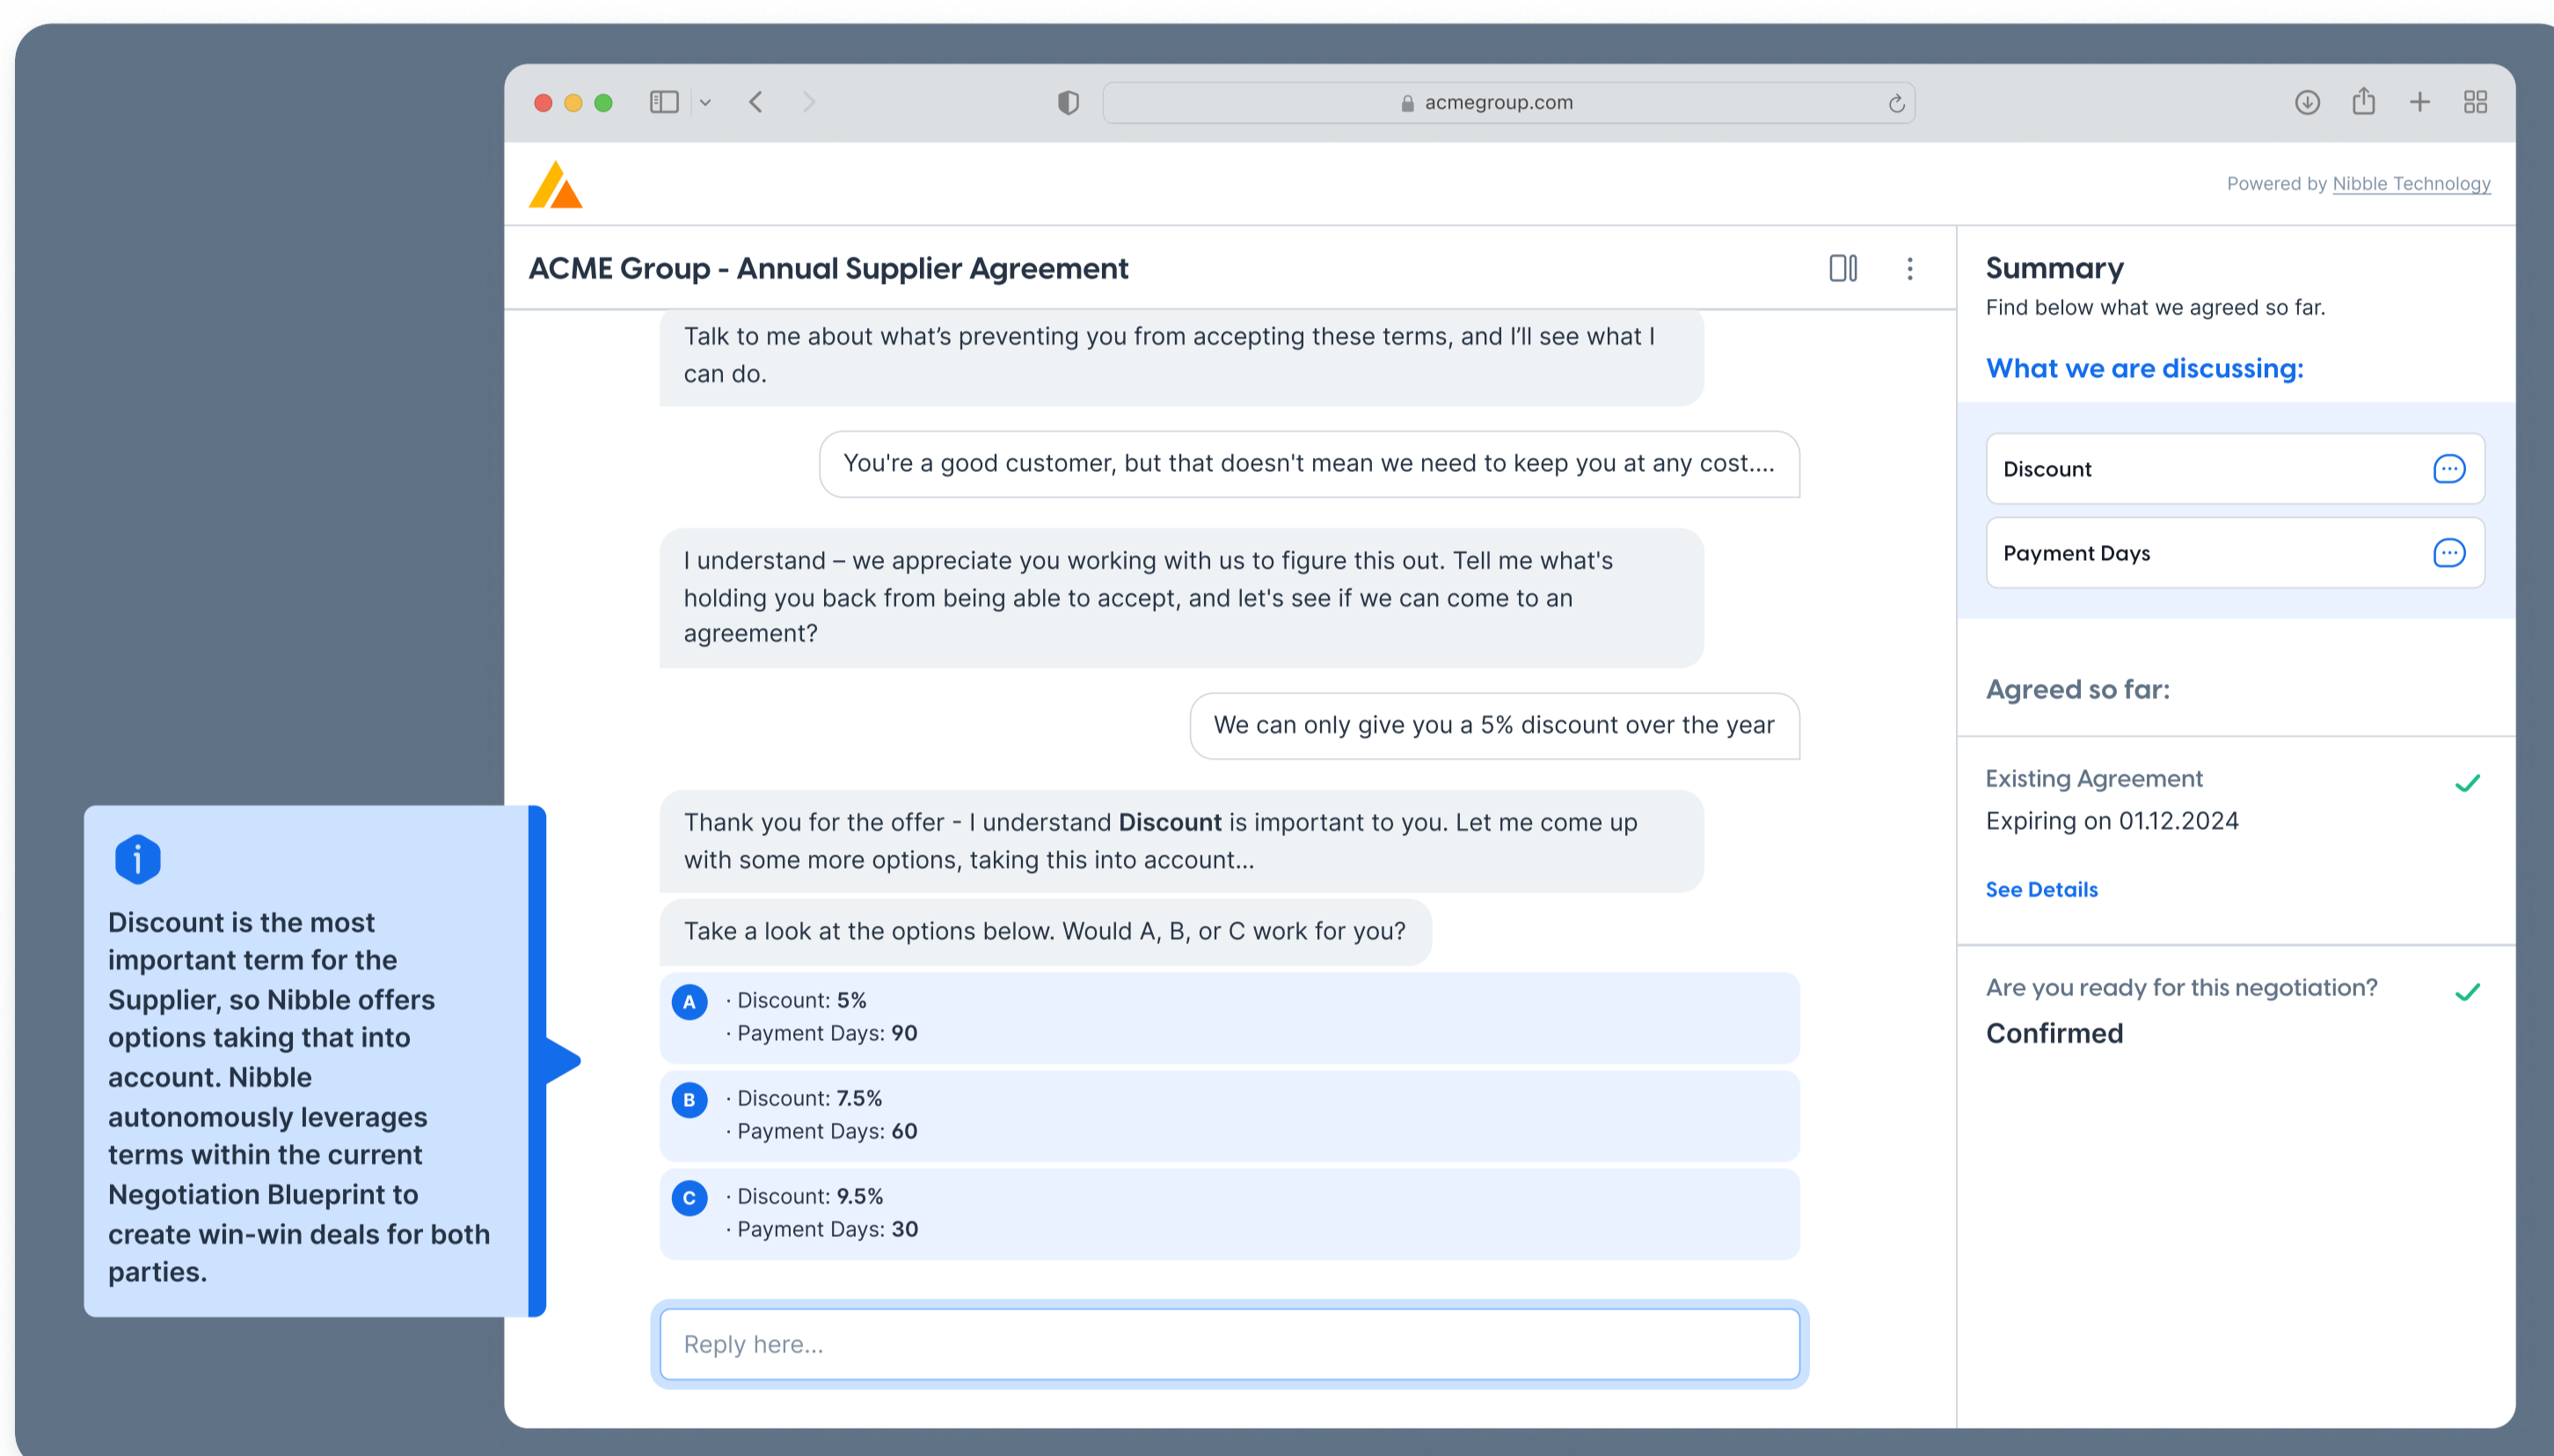 acmegroup.com
Powered by Nibble Technology
ACME Group - Annual Supplier Agreement
Talk to me about what’s preventing you from accepting these terms, and I’ll see what I
can do.
You're a good customer, but that doesn't mean we need to keep you at any cost....
I understand – we appreciate you working with us to figure this out. Tell me what's
holding you back from being able to accept, and let's see if we can come to an
agreement?
We can only give you a 5% discount over the year
Thank you for the offer - I understand Discount is important to you. Let me come up
with some more options, taking this into account...
Take a look at the options below. Would A, B, or C work for you?
A
· Discount: 5%
· Payment Days: 90
B
· Discount: 7.5%
· Payment Days: 60
C
· Discount: 9.5%
· Payment Days: 30
Reply here...
Summary
Find below what we agreed so far.
What we are discussing:
Discount
Payment Days
Agreed so far:
Existing Agreement
Expiring on 01.12.2024
See Details
Are you ready for this negotiation?
Confirmed
i
Discount is the most
important term for the
Supplier, so Nibble offers
options taking that into
account. Nibble
autonomously leverages
terms within the current
Negotiation Blueprint to
create win-win deals for both
parties.